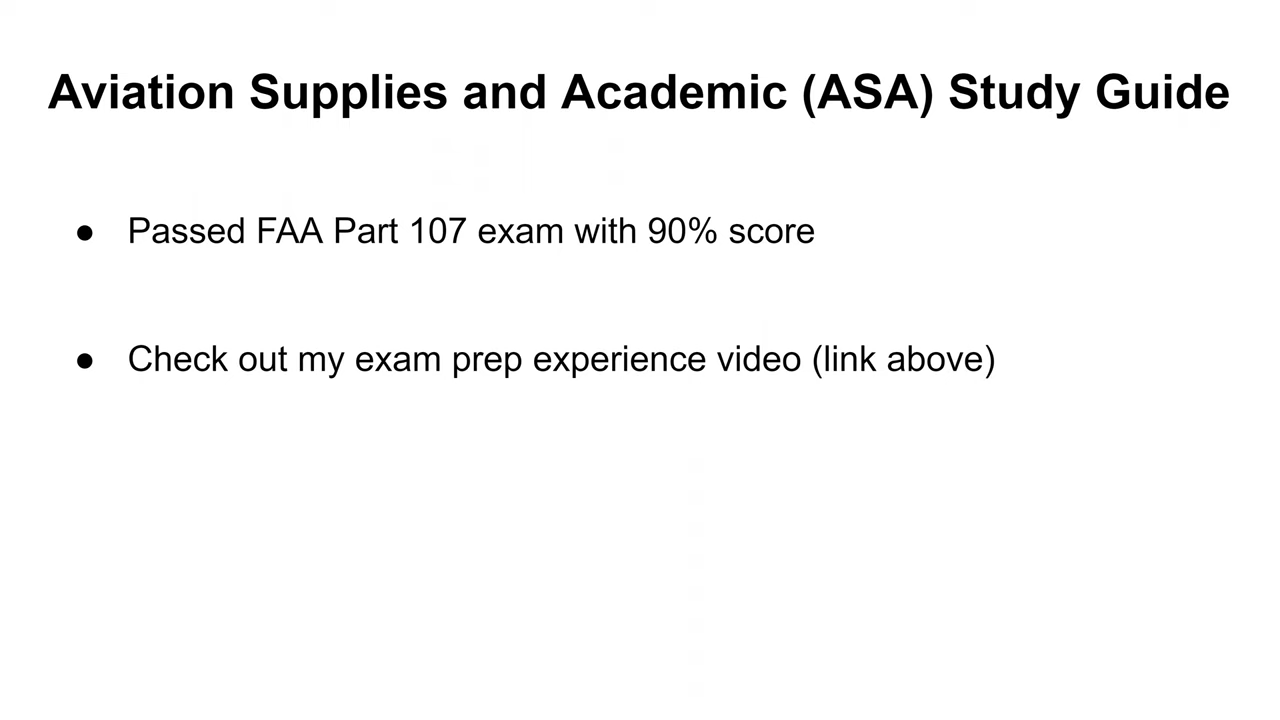 Aviation Supplies and Academic (ASA) Study Guide
● Passed FAA Part 107 exam with 90% score
● Check out my exam prep experience video (link above)